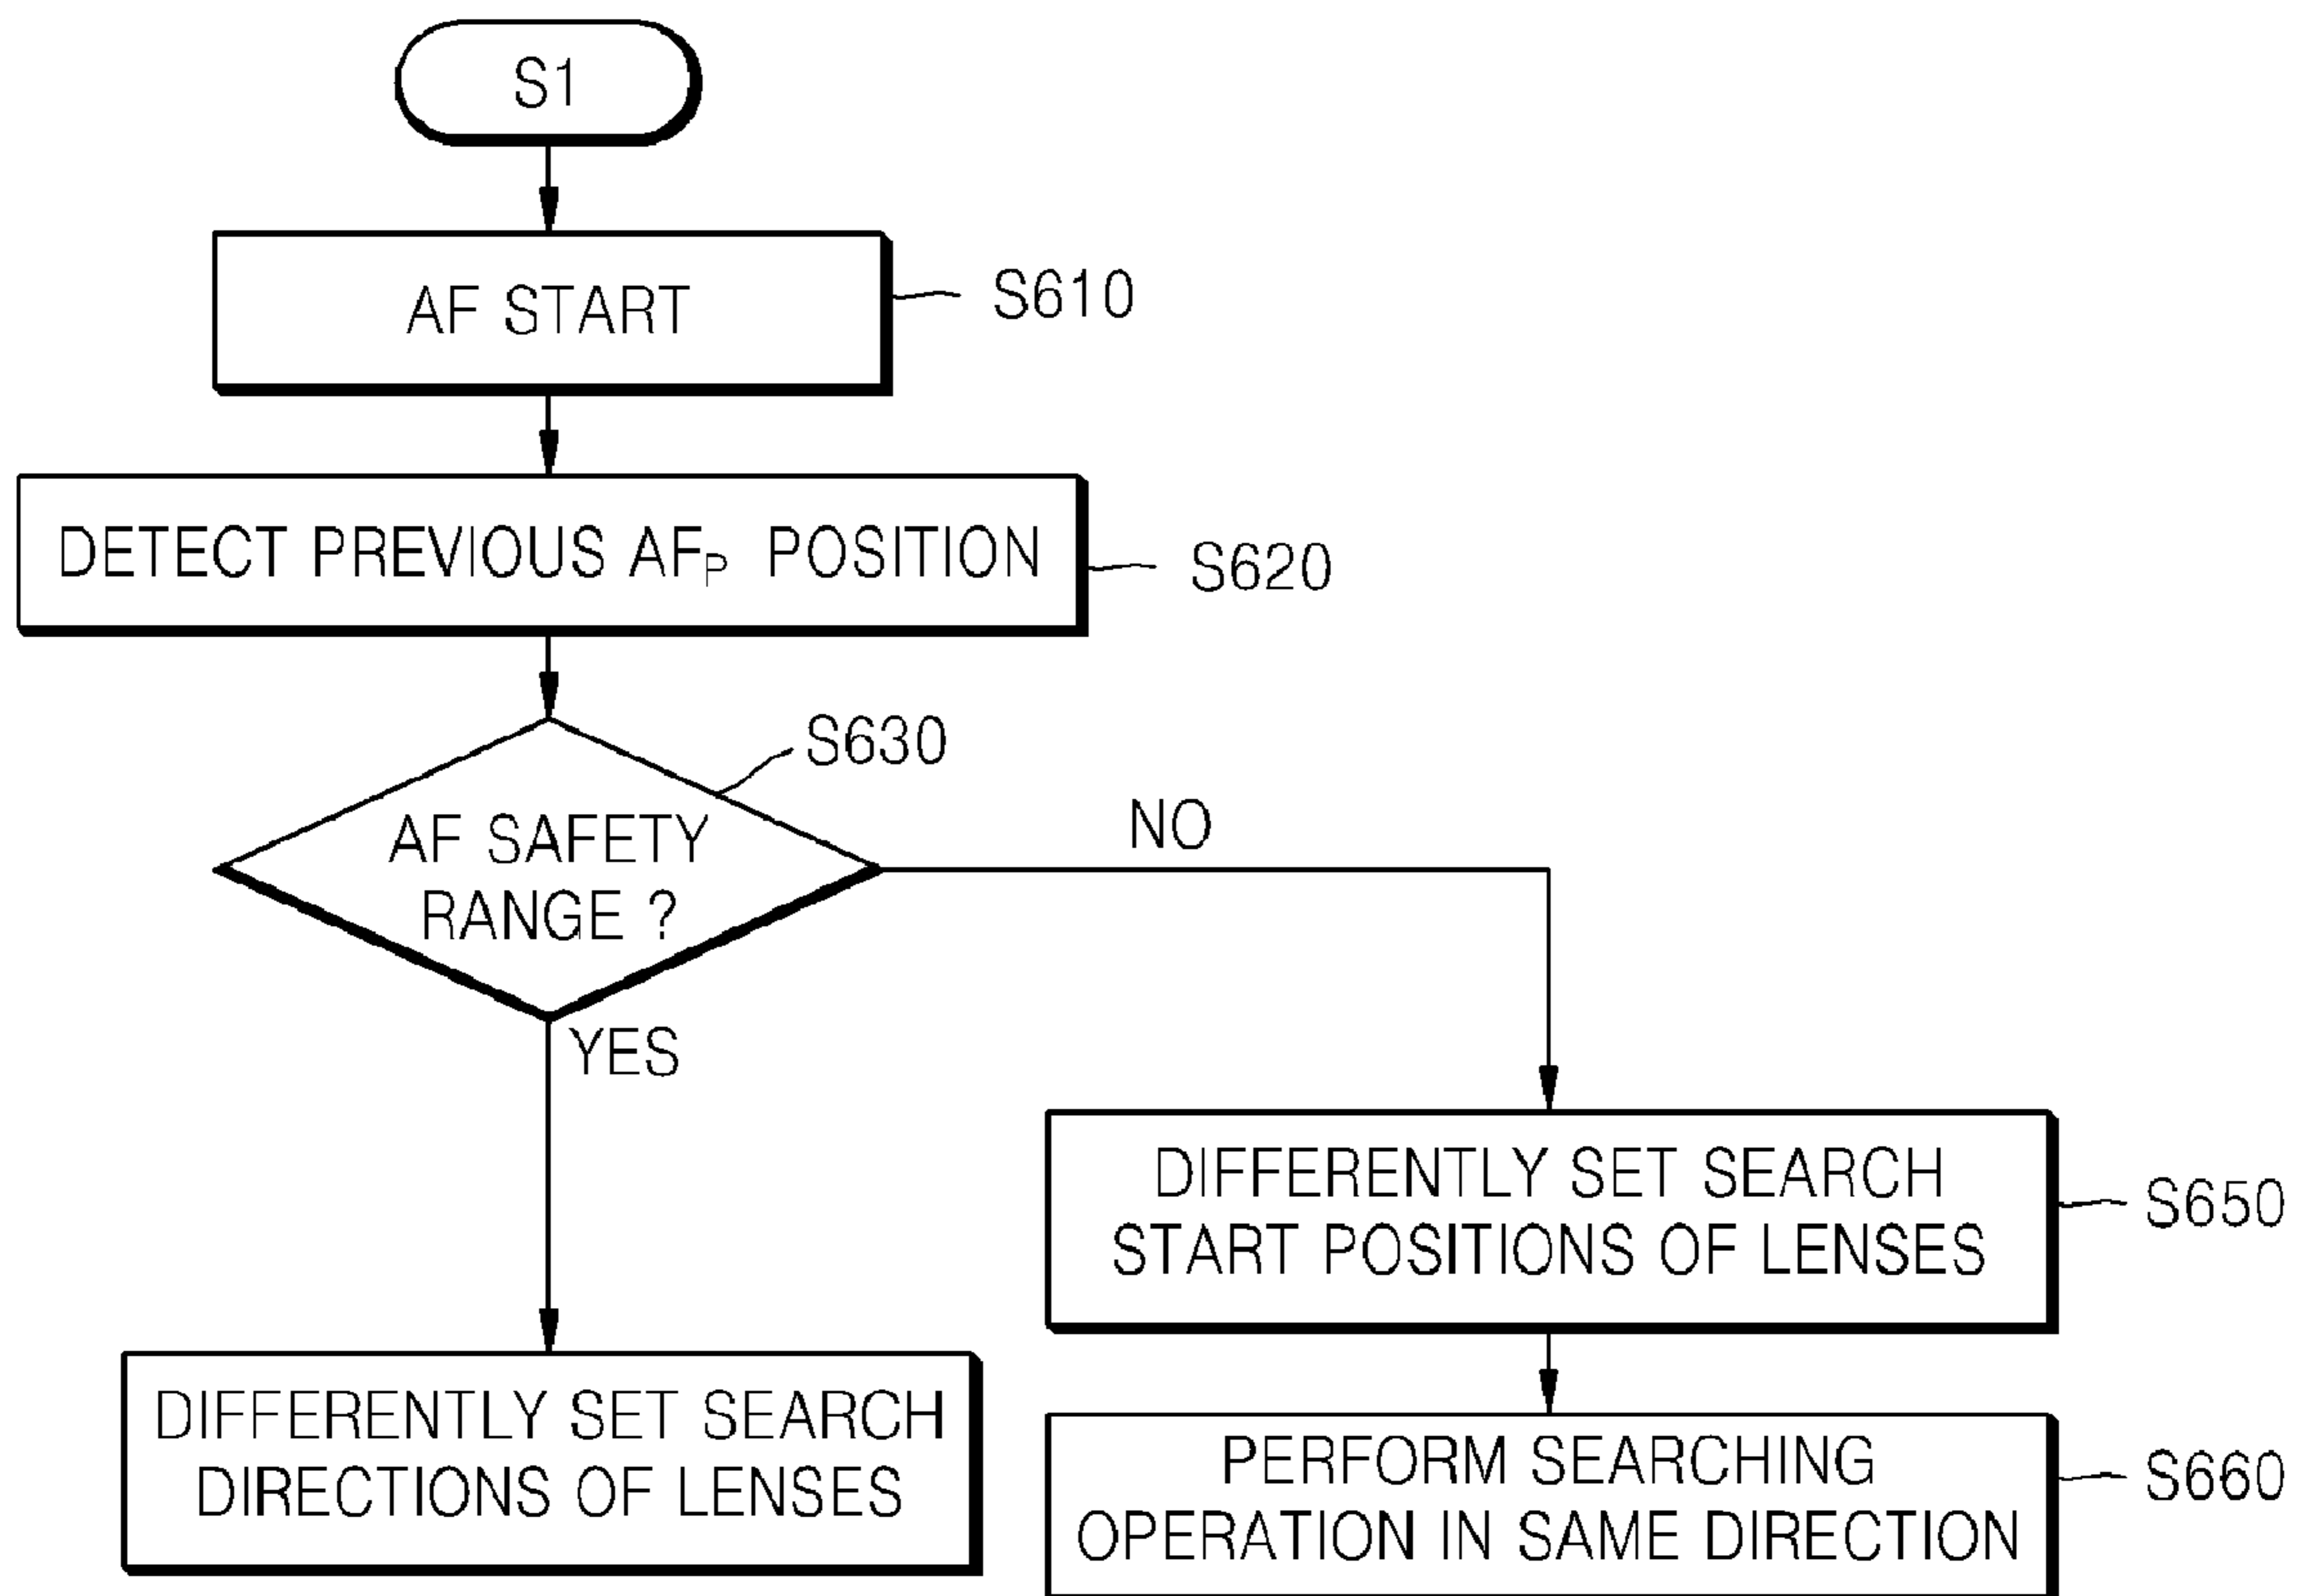 S1
AF START
S610
DETECT PREVIOUS AFP POSITION
S620
S630
AF SAFETY
RANGE ?
NO
YES
DIFFERENTLY SET SEARCH
START POSITIONS OF LENSES
S650
DIFFERENTLY SET SEARCH
DIRECTIONS OF LENSES
PERFORM SEARCHING
OPERATION IN SAME DIRECTION
S660